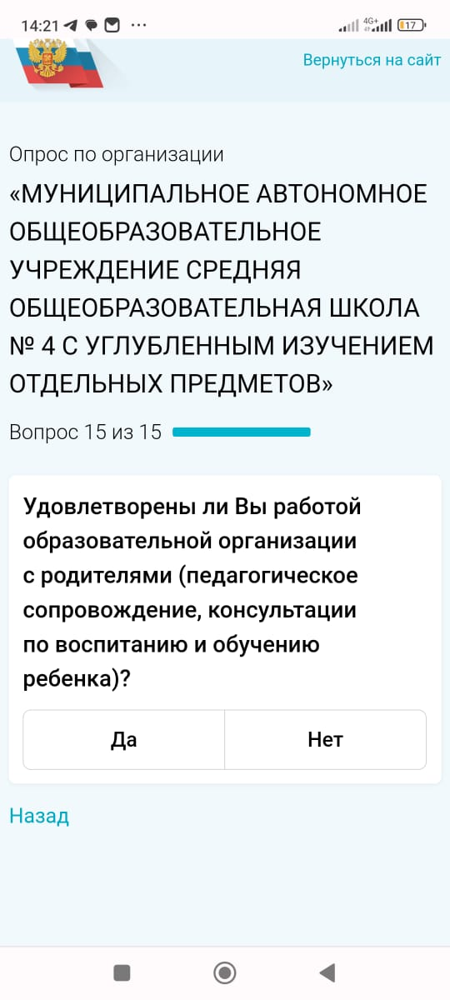 14:21
4G+
17
Вернуться на сайт
Опрос по организации
«МУНИЦИПАЛЬНОЕ АВТОНОМНОЕ
ОБЩЕОБРАЗОВАТЕЛЬНОЕ
УЧРЕЖДЕНИЕ СРЕДНЯЯ
ОБЩЕОБРАЗОВАТЕЛЬНАЯ ШКОЛА
№ 4 С УГЛУБЛЕННЫМ ИЗУЧЕНИЕМ
ОТДЕЛЬНЫХ ПРЕДМЕТОВ»
Вопрос 15 из 15
Удовлетворены ли Вы работой
образовательной организации
с родителями (педагогическое
сопровождение, консультации
по воспитанию и обучению
ребенка)?
Да
Нет
Назад